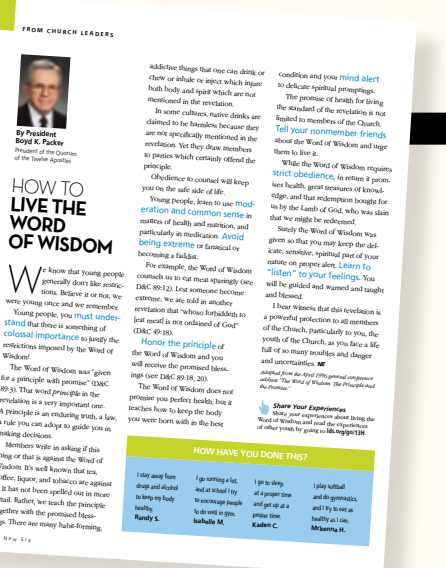 FROM CHURCH LEADERS
By President
Boyd K. Packer
President of the Quorum
of the Twelve Apostles
HOW TO
LIVE THE
WORD
OF WISDOM
We know that young people
generally don't like restric-
tions. Believe it or not, we
were young once and we remember.
Young people, you must under-
stand that there is something of
colossal importance to justify the
restrictions imposed by the Word of
Wisdom!
The Word of Wisdom was "given
for a principle with promise" (D&C
89:3). That word principle in the
revelation is a very important one.
A principle is an enduring truth, a law,
a rule you can adopt to guide you in
making decisions.
Members write in asking if this
thing or that is against the Word of
Wisdom. It's well known that tea,
coffee, liquor, and tobacco are against
It has not been spelled out in more
tail. Rather, we teach the principle
gether with the promised bless-
gs. There are many habit-forming,
New Era
addictive things that one can drink or
chew or inhale or inject which injure
both body and spirit which are not
mentioned in the revelation.
In some cultures, native drinks are
claimed to be harmless because they
are not specifically mentioned in the
revelation. Yet they draw members
to parties which certainly offend the
principle.
Obedience to counsel will keep
you on the safe side of life.
Young people, learn to use mod-
eration and common sense in
matters of health and nutrition, and
particularly in medication. Avoid
being extreme or fanatical or
becoming a faddist.
For example, the Word of Wisdom
counsels us to eat meat sparingly (see
D&C 89:12). Lest someone become
extreme, we are told in another
revelation that "whoso forbiddeth to
[eat meat] is not ordained of God"
(D&C 49:18).
Honor the principle of
the Word of Wisdom and you
will receive the promised bless-
ings (see D&C 89:18, 20).
The Word of Wisdom does not
promise you perfect health, but it
teaches how to keep the body
you were born with in the best
condition and your mind alert
to delicate spiritual promptings.
The promise of health for living
the standard of the revelation is not
limited to members of the Church.
Tell your nonmember friends
about the Word of Wisdom and urge
them to live it.
While the Word of Wisdom requires
strict obedience, in return it prom-
ises health, great treasures of knowl-
edge, and that redemption bought for
us by the Lamb of God, who was slain
that we might be redeemed.
Surely the Word of Wisdom was
given so that you may keep the del-
icate, sensitive, spiritual part of your
nature on proper alert. Learn to
"listen" to your feelings. You
will be guided and warned and taught
and blessed.
I bear witness that this revelation is
a powerful protection to all members
of the Church, particularly to you, the
youth of the Church, as you face a life
full of so many troubles and danger
and uncertainties. NE
Adapted from the April 1996 general conference
address "The Word of Wisdom: The Principle and
the Promises."
Share Your Experiences
Share your experiences about living the
Word of Wisdom and read the experiences
of other youth by going to lds.org/go/13H.
HOW HAVE YOU DONE THIS?
I stay away from
drugs and alcohol
to keep my body
healthy.
Randy S.
I go running a lot,
and at school I try
to encourage people
to do well in gym.
Isabelle M.
I go to sleep
at a proper time
and get up at a
proper time.
Kaden C.
I play softball
and do gymnastics,
and I try to eat as
healthy as I can.
Mckenna H.